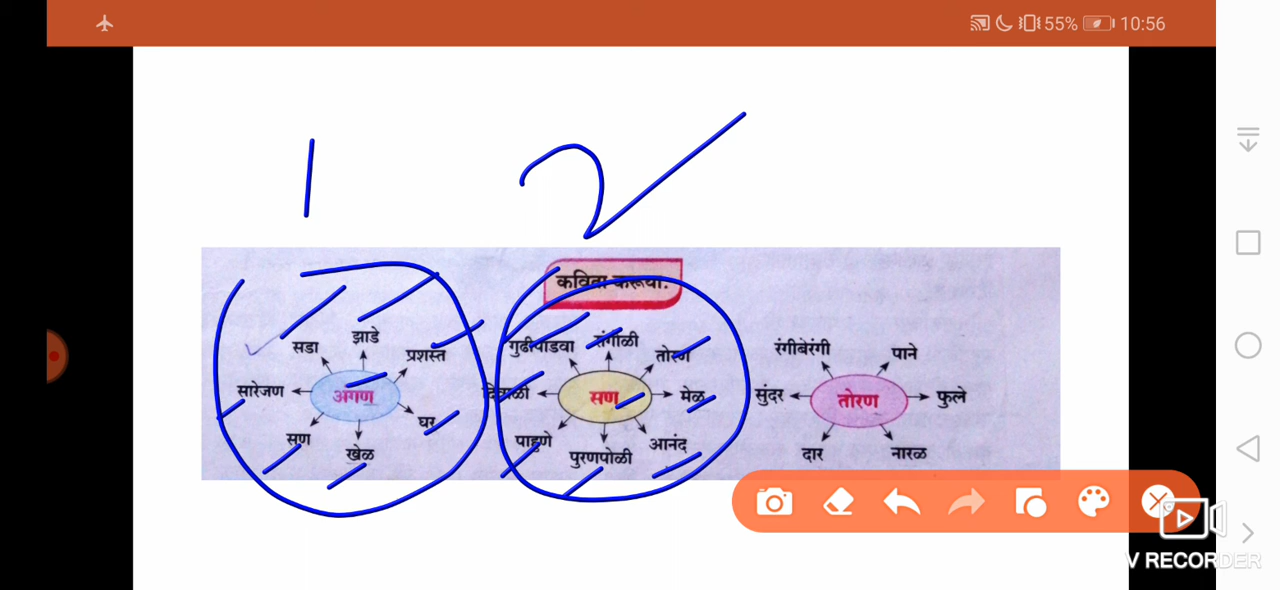 55% 10:56
1 2
कविता करूया.
सडा झाडे प्रशस्त
सारेजण अंगण घर
सण खेळ
गुढीपाडवा रांगोळी तोरण
दिवाळी सण मेळ
पाहुणे पुरणपोळी आनंद
रंगीबेरंगी पाने
सुंदर तोरण फुले
दार नारळ
V RECORDER